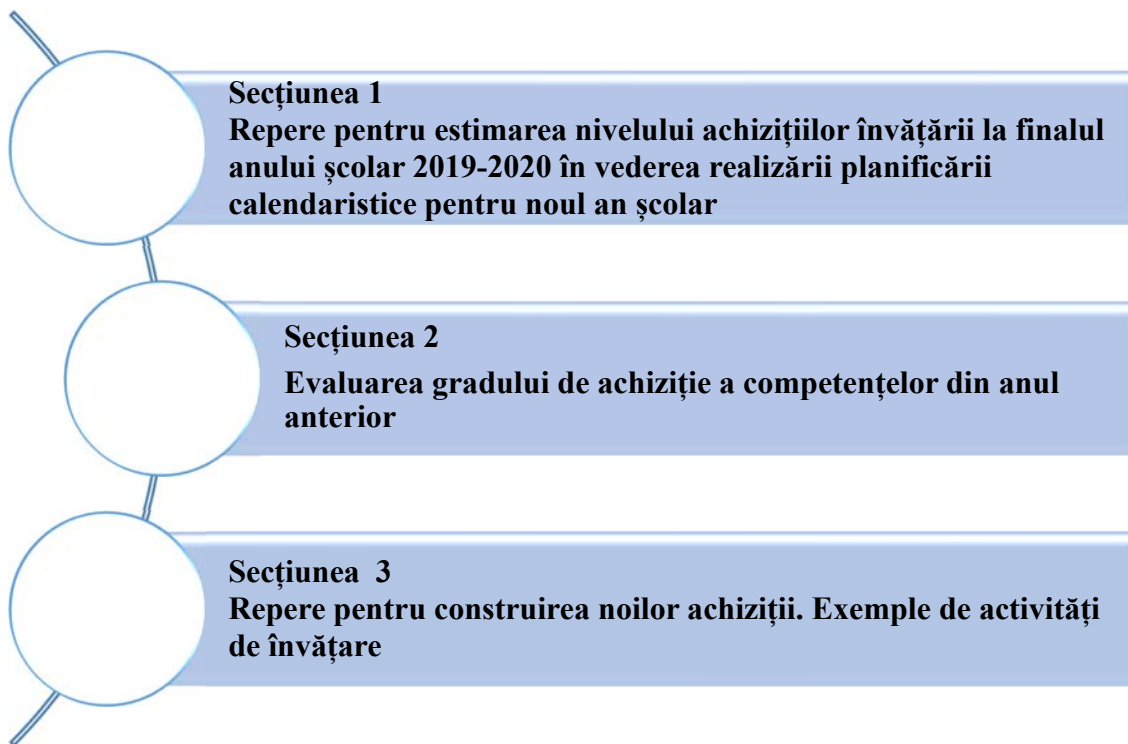 Secțiunea 1
Repere pentru estimarea nivelului achizițiilor învățării la finalul
anului școlar 2019-2020 în vederea realizării planificării
calendaristice pentru noul an școlar
Secțiunea 2
Evaluarea gradului de achiziție a competențelor din anul
anterior
Secțiunea 3
Repere pentru construirea noilor achiziții. Exemple de activități
de învățare